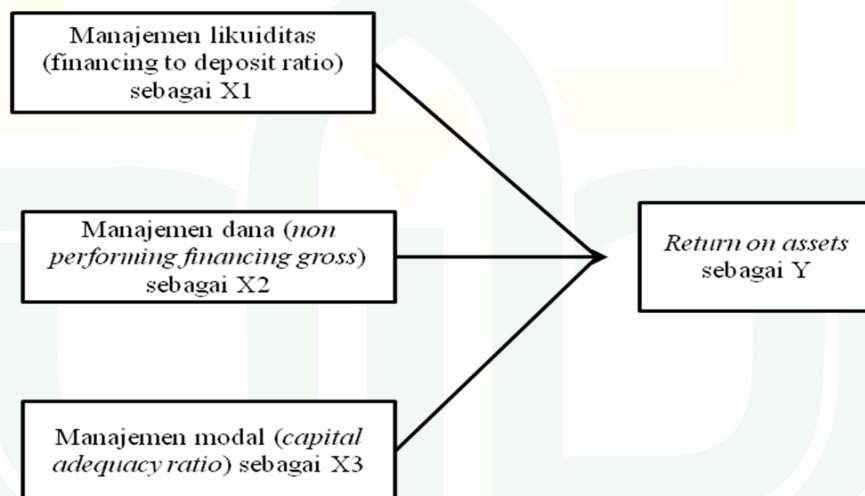 Manajemen likuiditas
(financing to deposit ratio)
sebagai X1
Manajemen dana (non
performing financing gross)
sebagai X2
Return on assets
sebagai Y
Manajemen modal (capital
adequacy ratio) sebagai X3